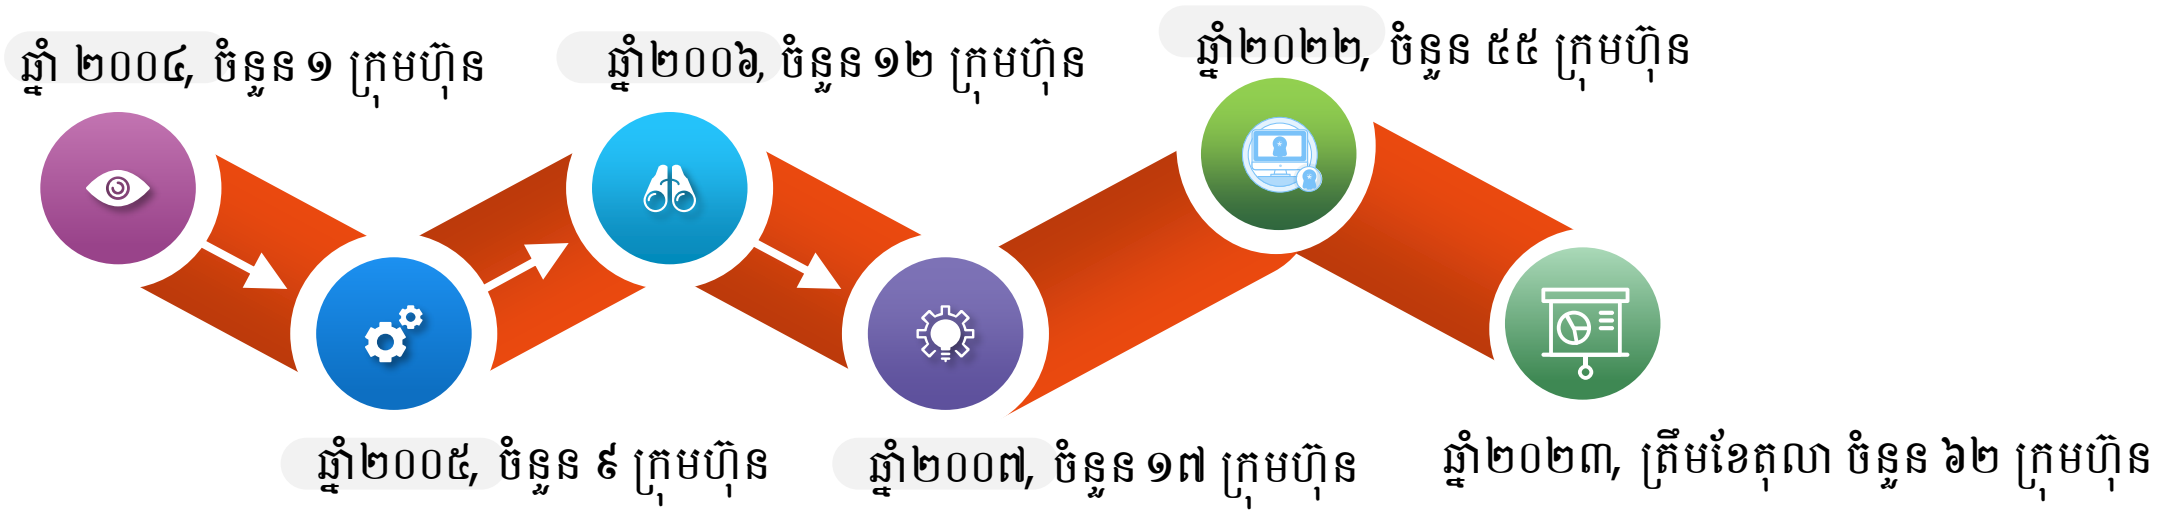 ឆ្នាំ ២០០៤, ចំនួន ១ ក្រុមហ៊ុន
ឆ្នាំ២០០៥, ចំនួន ៩ ក្រុមហ៊ុន
ឆ្នាំ២០០៦, ចំនួន ១២ ក្រុមហ៊ុន
ឆ្នាំ២០០៧, ចំនួន ១៧ ក្រុមហ៊ុន
ឆ្នាំ២០២២, ចំនួន ៥៥ ក្រុមហ៊ុន
ឆ្នាំ២០២៣, ត្រឹមខែតុលា ចំនួន ៦២ ក្រុមហ៊ុន